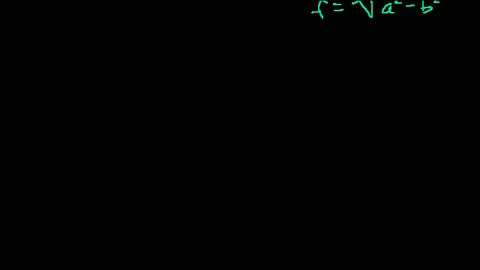 f = √a² - b²